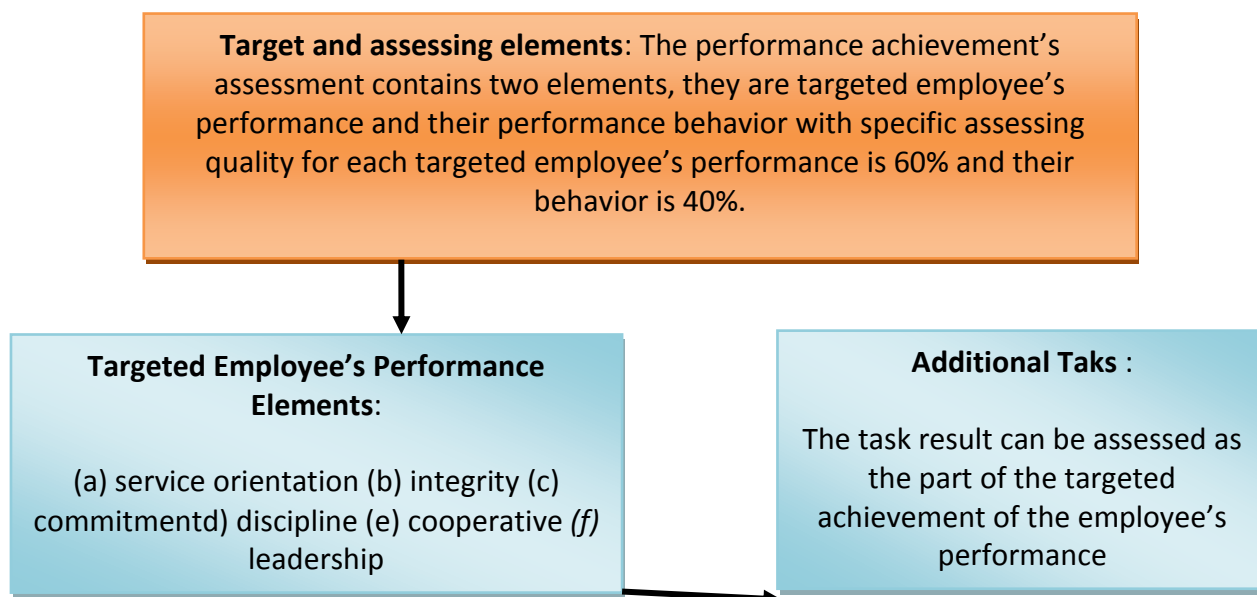 Target and assessing elements: The performance achievement’s
assessment contains two elements, they are targeted employee’s
performance and their performance behavior with specific assessing
quality for each targeted employee’s performance is 60% and their
behavior is 40%.
Targeted Employee’s Performance
Elements:
(a) service orientation (b) integrity (c)
commitmentd) discipline (e) cooperative (f)
leadership
Additional Taks :
The task result can be assessed as
the part of the targeted
achievement of the employee’s
performance